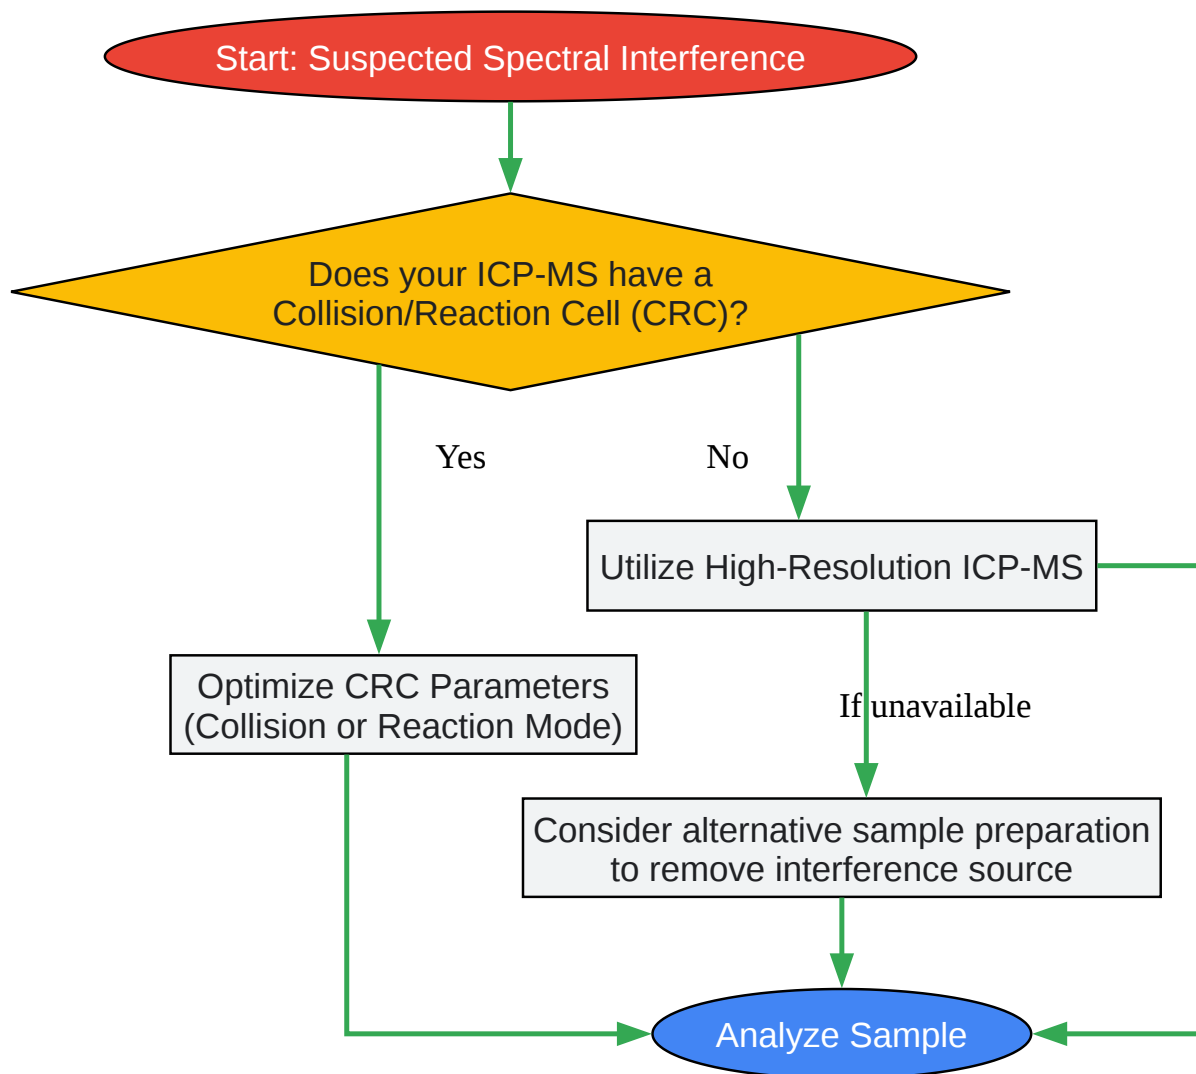 Start: Suspected Spectral Interference
Does your ICP-MS have a
Collision/Reaction Cell (CRC)?
Yes
No
Utilize High-Resolution ICP-MS
Optimize CRC Parameters
(Collision or Reaction Mode)
If unavailable
Consider alternative sample preparation
to remove interference source
Analyze Sample